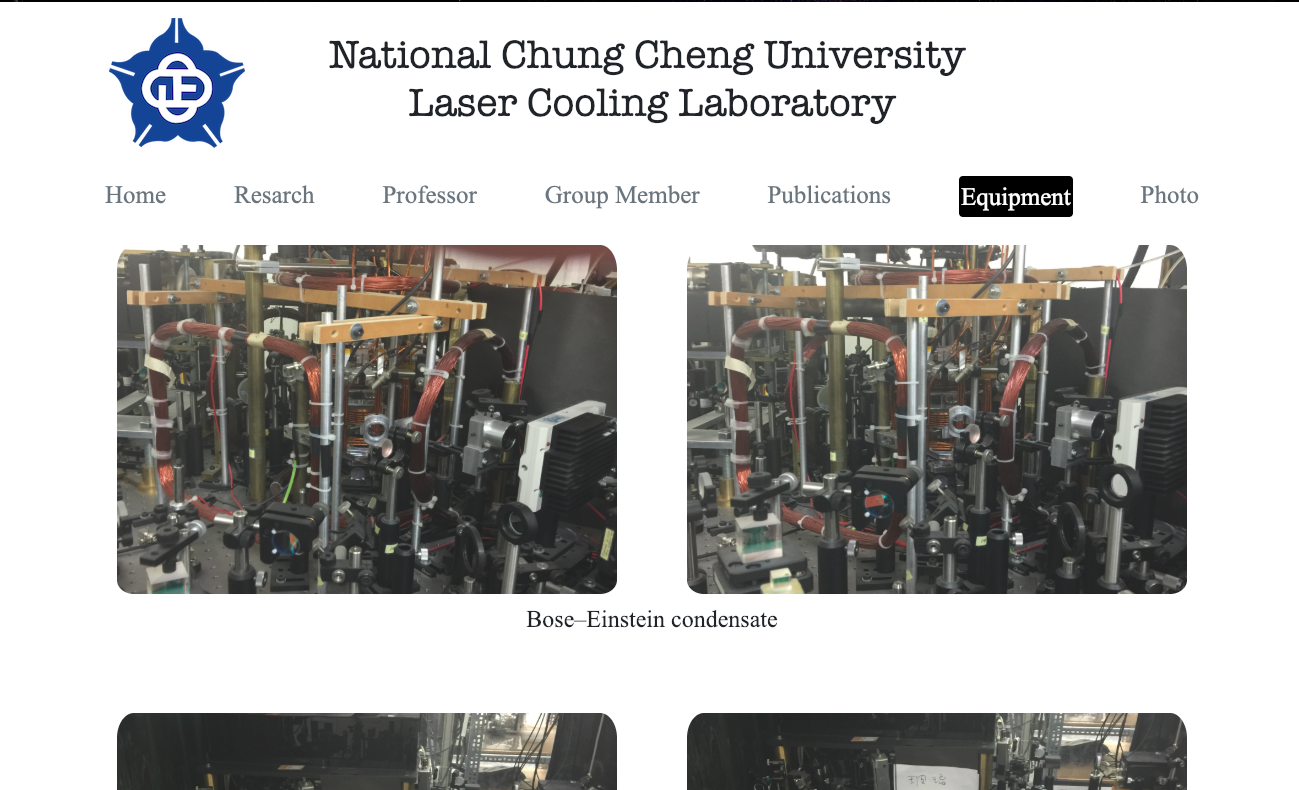 National Chung Cheng University
Laser Cooling Laboratory
Home Resarch Professor Group Member Publications Equipment Photo
Bose–Einstein condensate